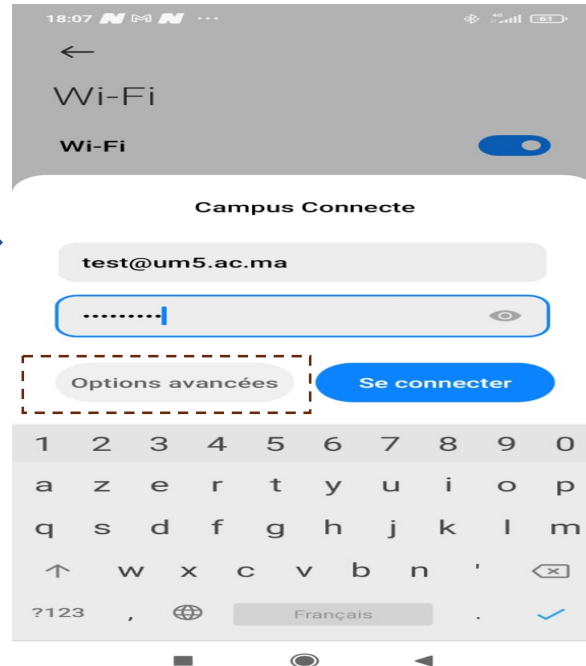 18:07
Wi-Fi
Wi-Fi
Campus Connecte
test@um5.ac.ma
Options avancées
Se connecter
1 2 3 4 5 6 7 8 9 0
a z e r t y u i o p
q s d f g h j k l m
w x c v b n '
?123 , Français .